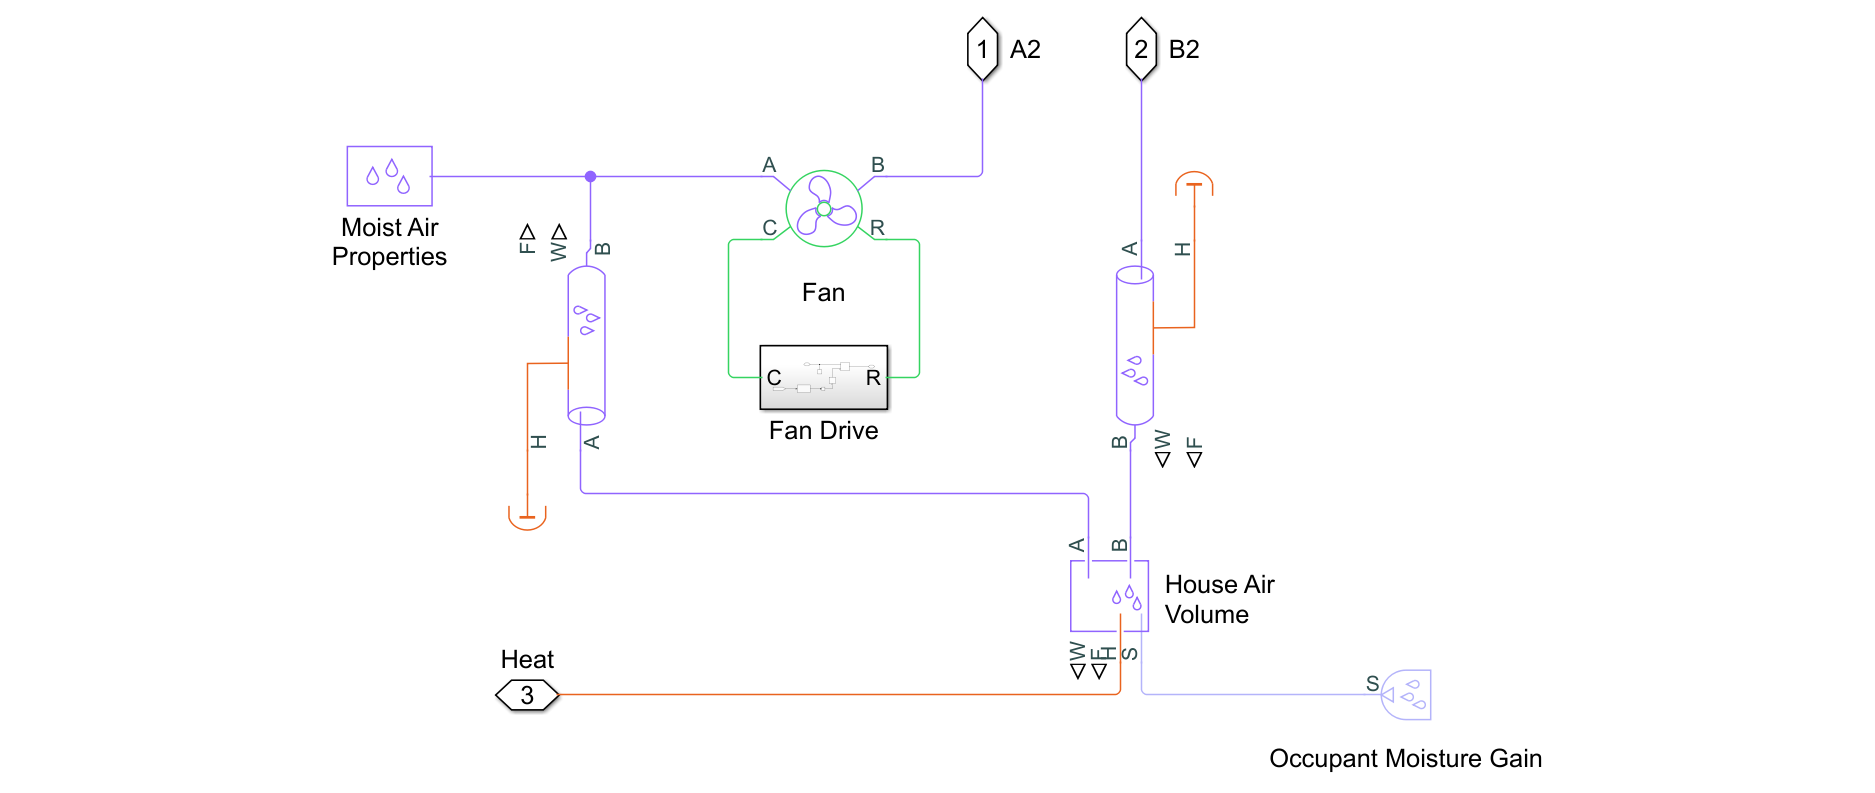 1 A2
2 B2
A B
Moist Air
Properties
C R
F W B
A H
Fan
C R
Fan Drive
H A
B W F
A B
House Air
Volume
W F H S
Heat
3
S
Occupant Moisture Gain